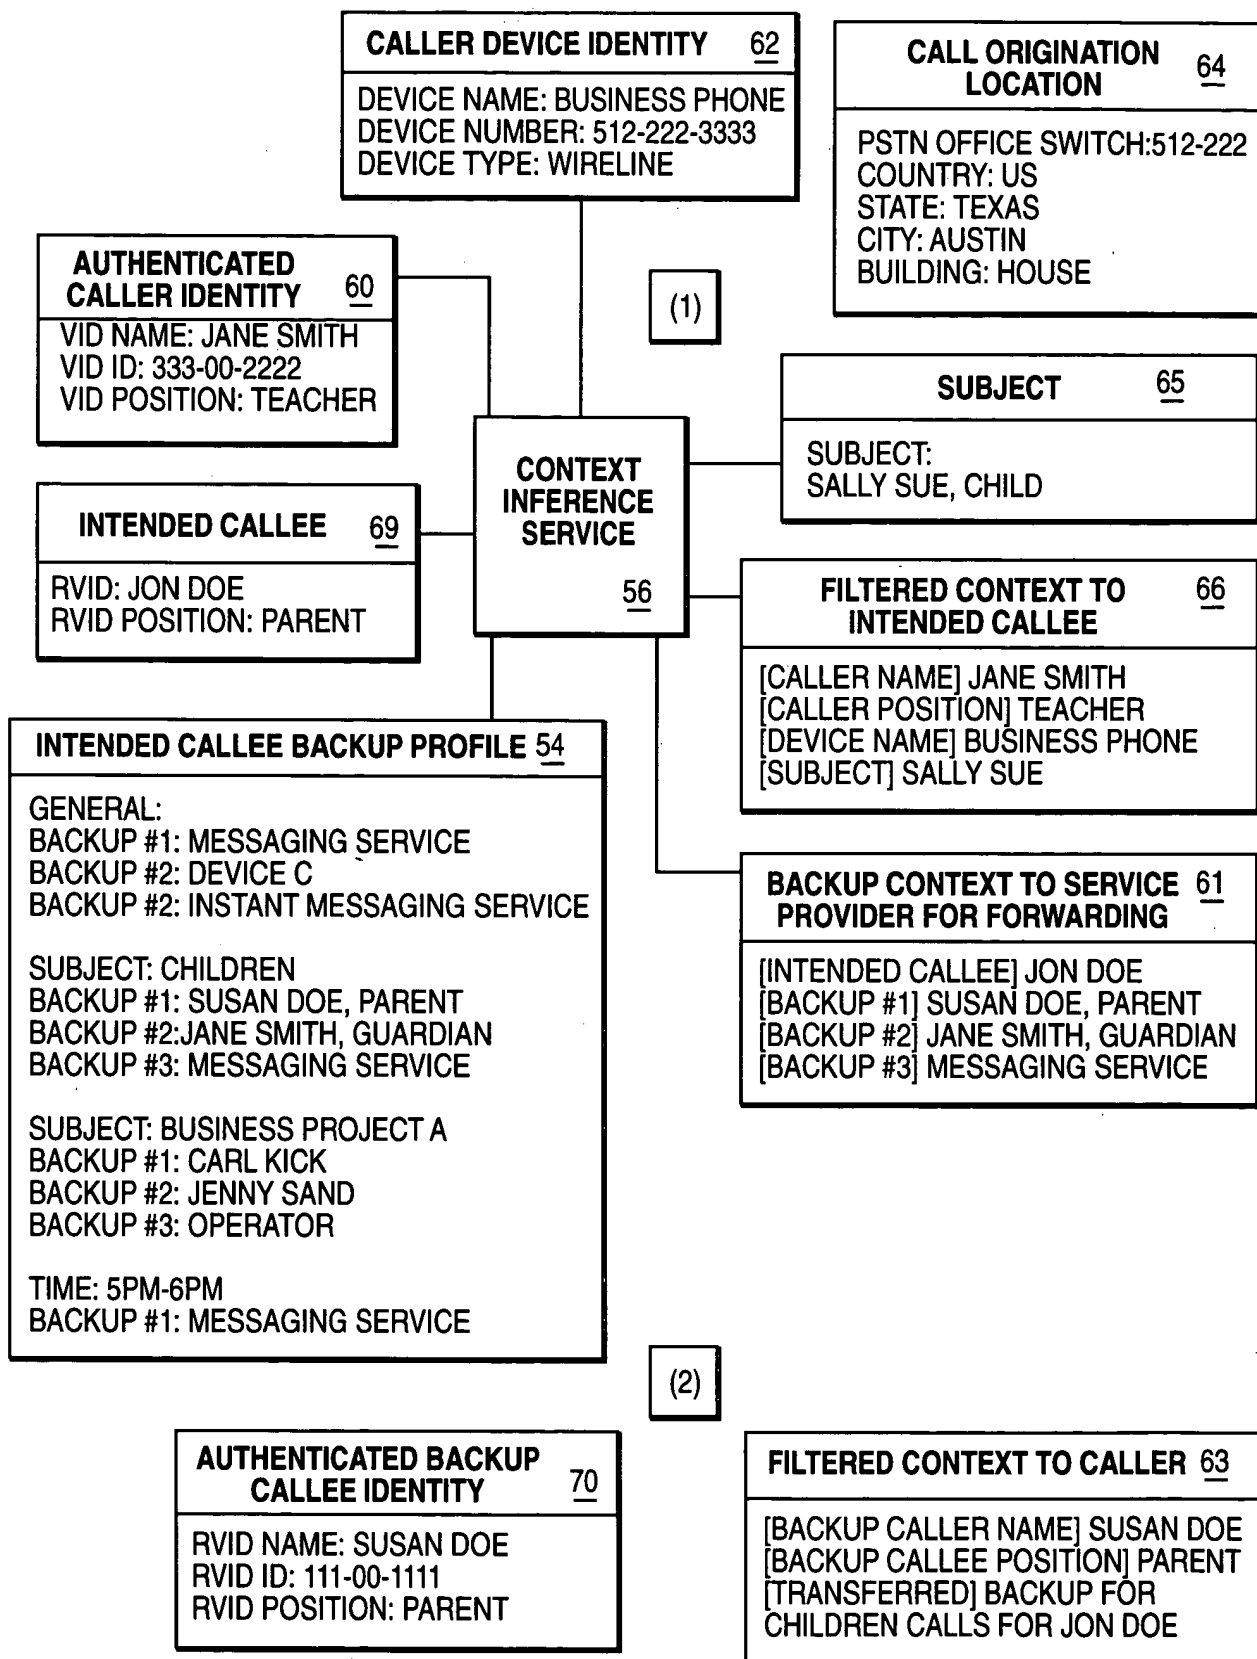 CALLER DEVICE IDENTITY 62
DEVICE NAME: BUSINESS PHONE
DEVICE NUMBER: 512-222-3333
DEVICE TYPE: WIRELINE
CALL ORIGINATION
LOCATION 64
PSTN OFFICE SWITCH:512-222
COUNTRY: US
STATE: TEXAS
CITY: AUSTIN
BUILDING: HOUSE
AUTHENTICATED
CALLER IDENTITY 60
VID NAME: JANE SMITH
VID ID: 333-00-2222
VID POSITION: TEACHER
(1)
SUBJECT 65
SUBJECT:
SALLY SUE, CHILD
CONTEXT
INFERENCE
SERVICE
56
INTENDED CALLEE 69
RVID: JON DOE
RVID POSITION: PARENT
FILTERED CONTEXT TO 66
INTENDED CALLEE
[CALLER NAME] JANE SMITH
[CALLER POSITION] TEACHER
[DEVICE NAME] BUSINESS PHONE
[SUBJECT] SALLY SUE
INTENDED CALLEE BACKUP PROFILE 54
GENERAL:
BACKUP #1: MESSAGING SERVICE
BACKUP #2: DEVICE C
BACKUP #2: INSTANT MESSAGING SERVICE
SUBJECT: CHILDREN
BACKUP #1: SUSAN DOE, PARENT
BACKUP #2:JANE SMITH, GUARDIAN
BACKUP #3: MESSAGING SERVICE
SUBJECT: BUSINESS PROJECT A
BACKUP #1: CARL KICK
BACKUP #2: JENNY SAND
BACKUP #3: OPERATOR
TIME: 5PM-6PM
BACKUP #1: MESSAGING SERVICE
BACKUP CONTEXT TO SERVICE 61
PROVIDER FOR FORWARDING
[INTENDED CALLEE] JON DOE
[BACKUP #1] SUSAN DOE, PARENT
[BACKUP #2] JANE SMITH, GUARDIAN
[BACKUP #3] MESSAGING SERVICE
(2)
AUTHENTICATED BACKUP
CALLEE IDENTITY 70
RVID NAME: SUSAN DOE
RVID ID: 111-00-1111
RVID POSITION: PARENT
FILTERED CONTEXT TO CALLER 63
[BACKUP CALLER NAME] SUSAN DOE
[BACKUP CALLEE POSITION] PARENT
[TRANSFERRED] BACKUP FOR
CHILDREN CALLS FOR JON DOE